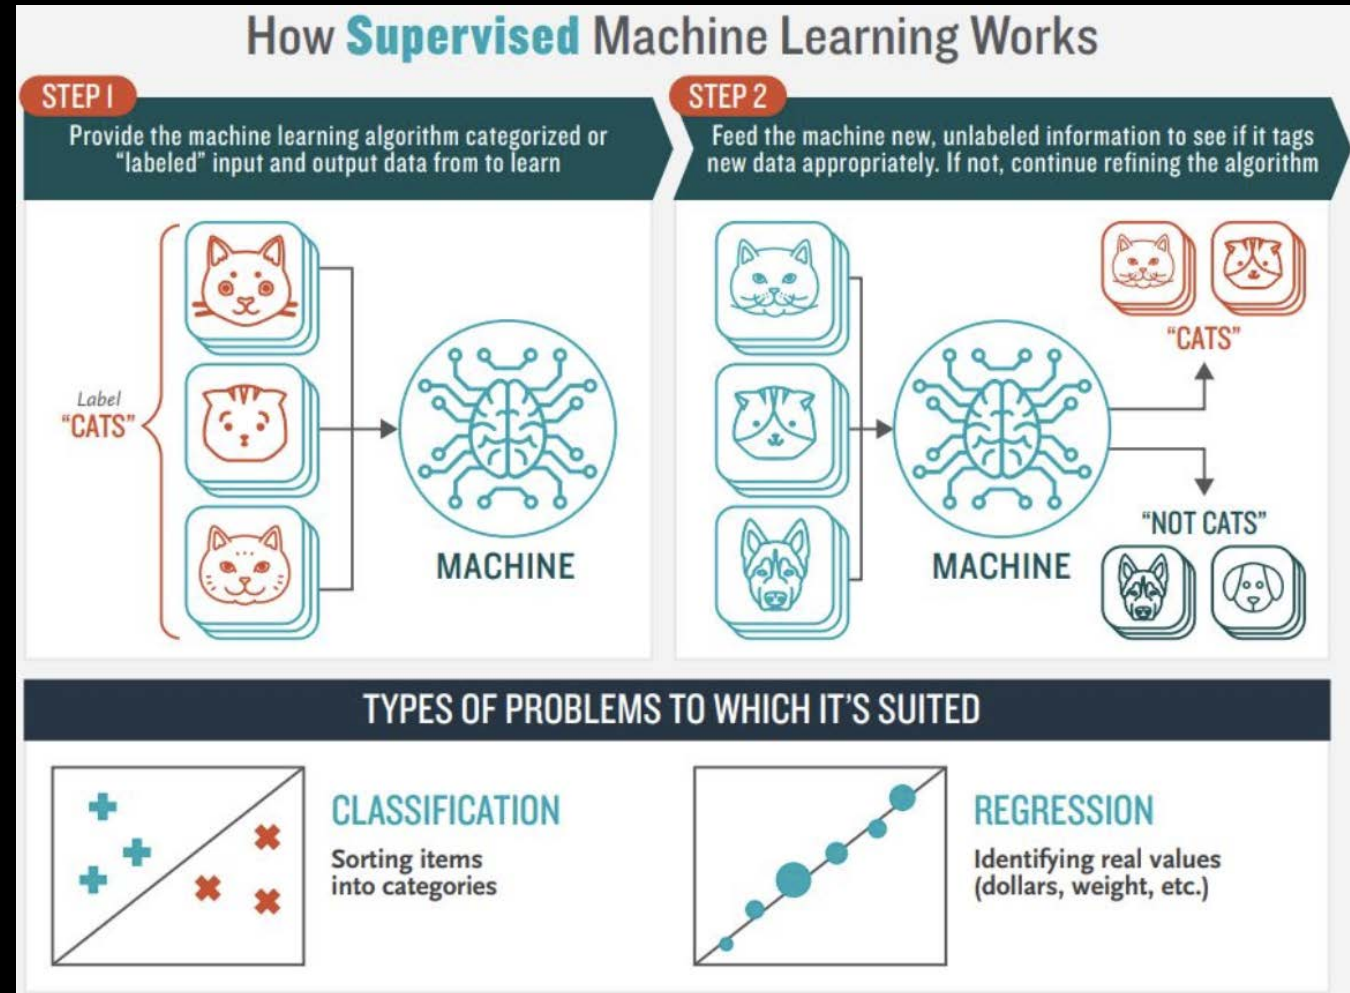 How Supervised Machine Learning Works
STEP 1
Provide the machine learning algorithm categorized or
"labeled" input and output data from to learn
Label
"CATS"
MACHINE
STEP 2
Feed the machine new, unlabeled information to see if it tags
new data appropriately. If not, continue refining the algorithm
MACHINE
"CATS"
"NOT CATS"
TYPES OF PROBLEMS TO WHICH IT'S SUITED
CLASSIFICATION
Sorting items
into categories
REGRESSION
Identifying real values
(dollars, weight, etc.)